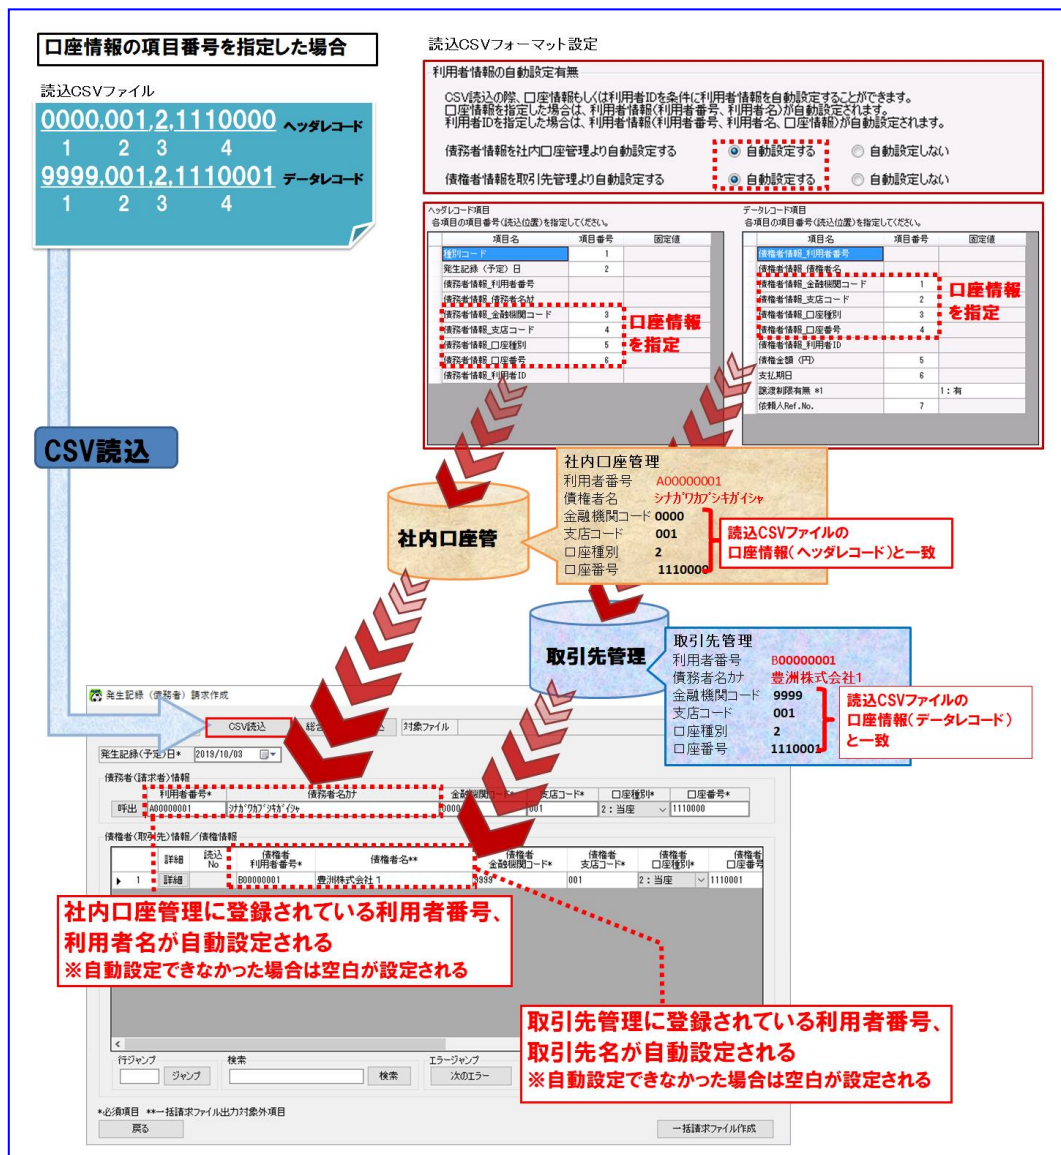 口座情報の項目番号を指定した場合
読込CSVファイル
0000,001,2,1110000 ヘッダレコード
1 2 3 4
9999,001,2,1110001 データレコード
1 2 3 4
CSV読込
読込CSVフォーマット設定
利用者情報の自動設定有無
CSV読込の際、口座情報もしくは利用者IDを条件に利用者情報を自動設定することができます。
口座情報を指定した場合は、利用者情報(利用者番号、利用者名)が自動設定されます。
利用者IDを指定した場合は、利用者情報(利用者番号、利用者名、口座情報)が自動設定されます。
債務者情報を社内口座管理より自動設定する 自動設定する 自動設定しない
債権者情報を取引先管理より自動設定する 自動設定する 自動設定しない
ヘッダレコード項目
各項目の項目番号(読込位置)を指定してください。
項目名 項目番号 固定値
種別コード 1
発生記録（予定）日 2
債務者情報_利用者番号
債務者情報_債務者名カナ
債務者情報_金融機関コード 3
債務者情報_支店コード 4
債務者情報_口座種別 5
債務者情報_口座番号 6
債務者情報_利用者ID
口座情報
を指定
データレコード項目
各項目の項目番号(読込位置)を指定してください。
項目名 項目番号 固定値
債権者情報_利用者番号
債権者情報_債権者名
債権者情報_金融機関コード 1
債権者情報_支店コード 2
債権者情報_口座種別 3
債権者情報_口座番号 4
債権者情報_利用者ID
債権金額（円） 5
支払期日 6
譲渡制限有無 *1 1：有
依頼人Ref.No. 7
口座情報
を指定
社内口座管
社内口座管理
利用者番号 A00000001
債権者名 シナガワカブシキガイシャ
金融機関コード 0000
支店コード 001
口座種別 2
口座番号 1110000
読込CSVファイルの
口座情報（ヘッダレコード）と一致
取引先管理
取引先管理
利用者番号 B00000001
債務者名カナ 豊洲株式会社1
金融機関コード 9999
支店コード 001
口座種別 2
口座番号 1110001
読込CSVファイルの
口座情報（データレコード）
と一致
発生記録（債務者）請求作成
CSV読込 総合 込 対象ファイル
発生記録(予定)日* 2019/10/03
債務者(請求者)情報
利用者番号* 債務者名カナ 金融機関コード* 支店コード* 口座種別* 口座番号*
呼出 A00000001 シナガワカブシキガイシャ 0000 001 2：当座 1110000
債権者(取引先)情報／債権情報
詳細 読込No 債権者利用者番号* 債権者名** 債権者金融機関コード* 債権者支店コード* 債権者口座種別* 債権者口座番号
1 詳細 B00000001 豊洲株式会社１ 9999 001 2：当座 1110001
社内口座管理に登録されている利用者番号、
利用者名が自動設定される
※自動設定できなかった場合は空白が設定される
取引先管理に登録されている利用者番号、
取引先名が自動設定される
※自動設定できなかった場合は空白が設定される
行ジャンプ 検索 エラージャンプ
ジャンプ 検索 次のエラー
*必須項目 **一括請求ファイル出力対象外項目
戻る 一括請求ファイル作成